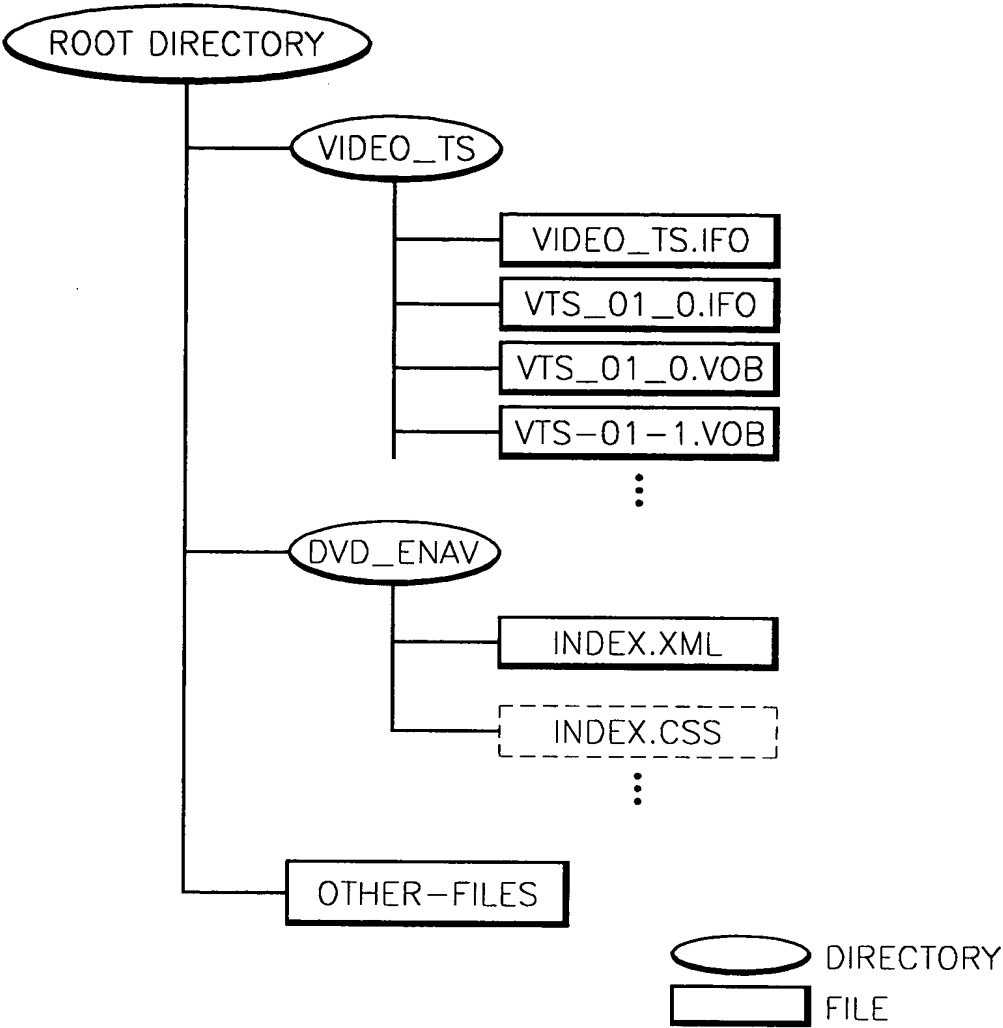 ROOT DIRECTORY
VIDEO_TS
VIDEO_TS.IFO
VTS_01_0.IFO
VTS_01_0.VOB
VTS-01-1.VOB
DVD_ENAV
INDEX.XML
INDEX.CSS
OTHER-FILES
DIRECTORY
FILE